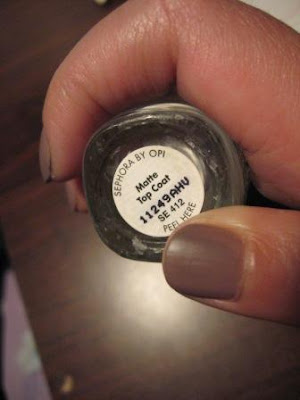 SEPHORA BY OPI
Matte
Top Coat
11249AHU
SE 412
PEEL HERE